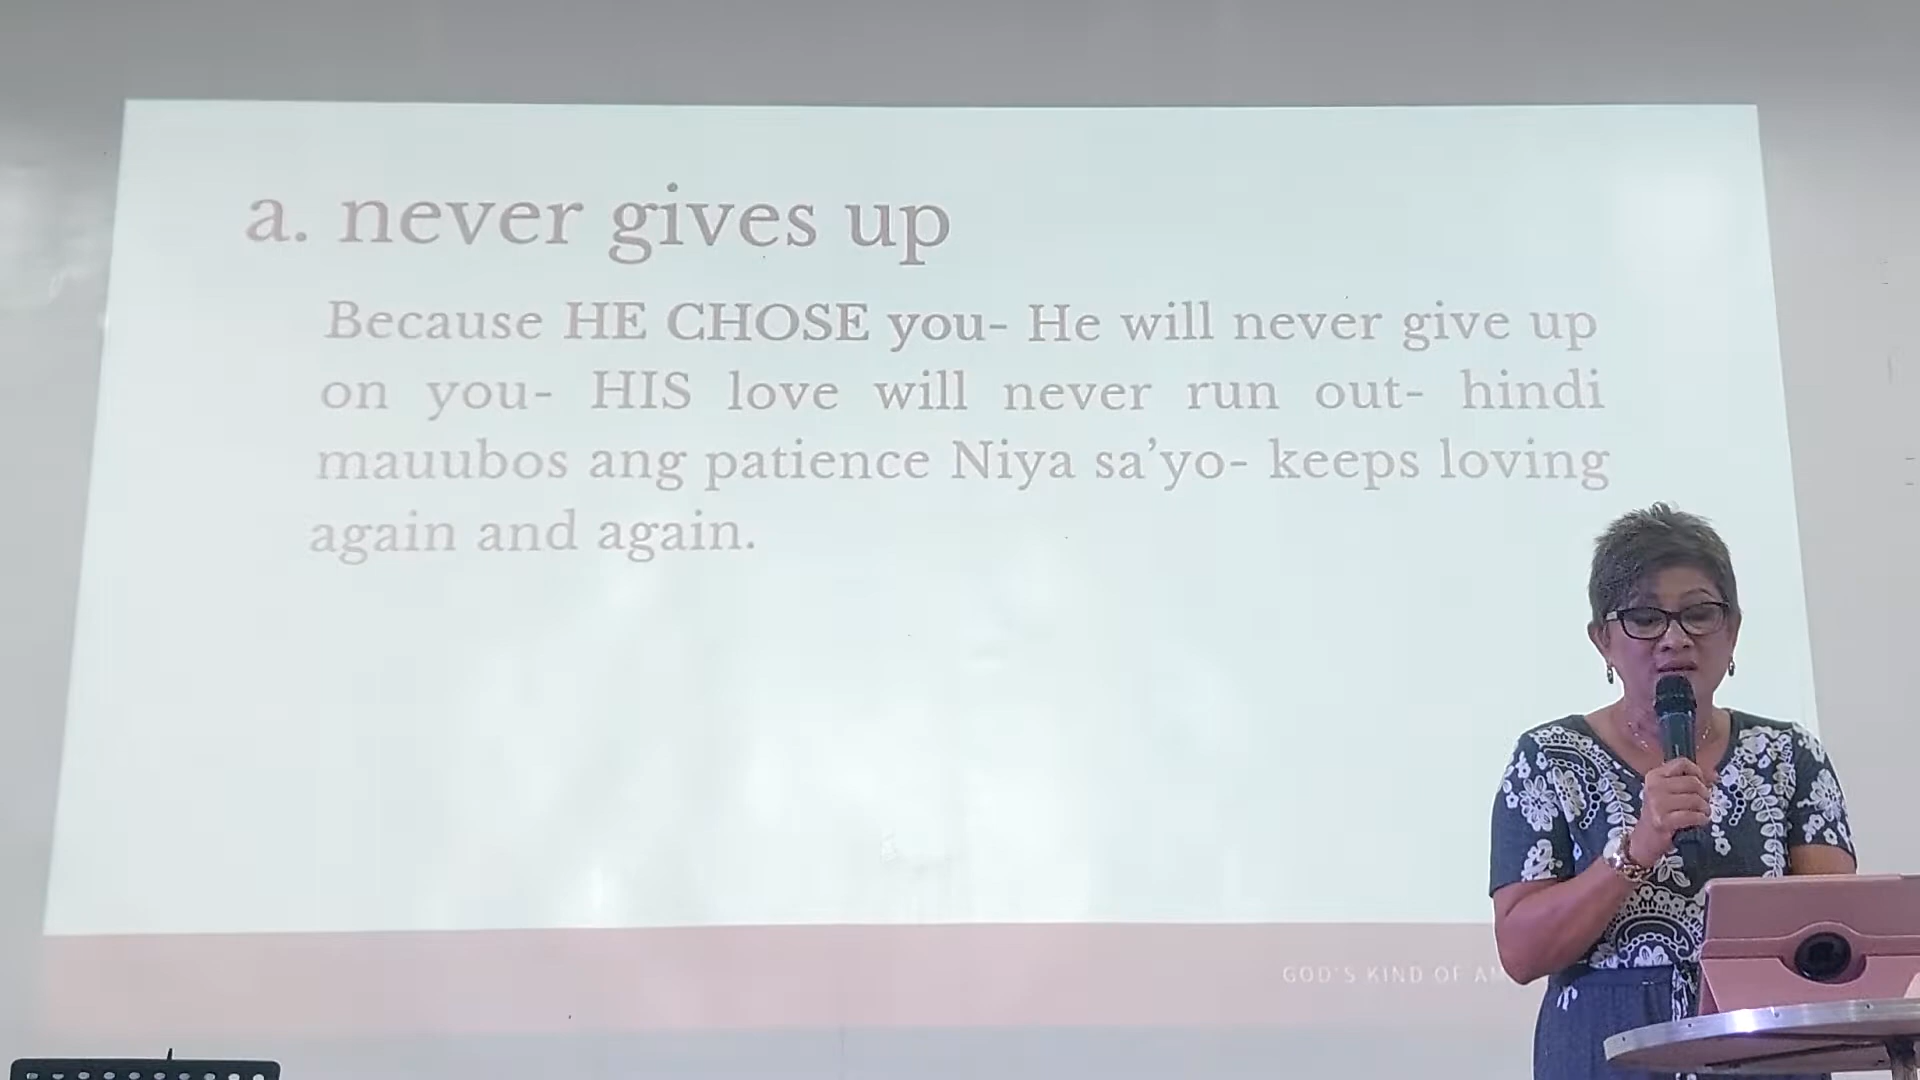 a. never gives up
Because HE CHOSE you- He will never give up
on you- HIS love will never run out- hindi
mauubos ang patience Niya sa’yo- keeps loving
again and again.
GOD'S KIND OF